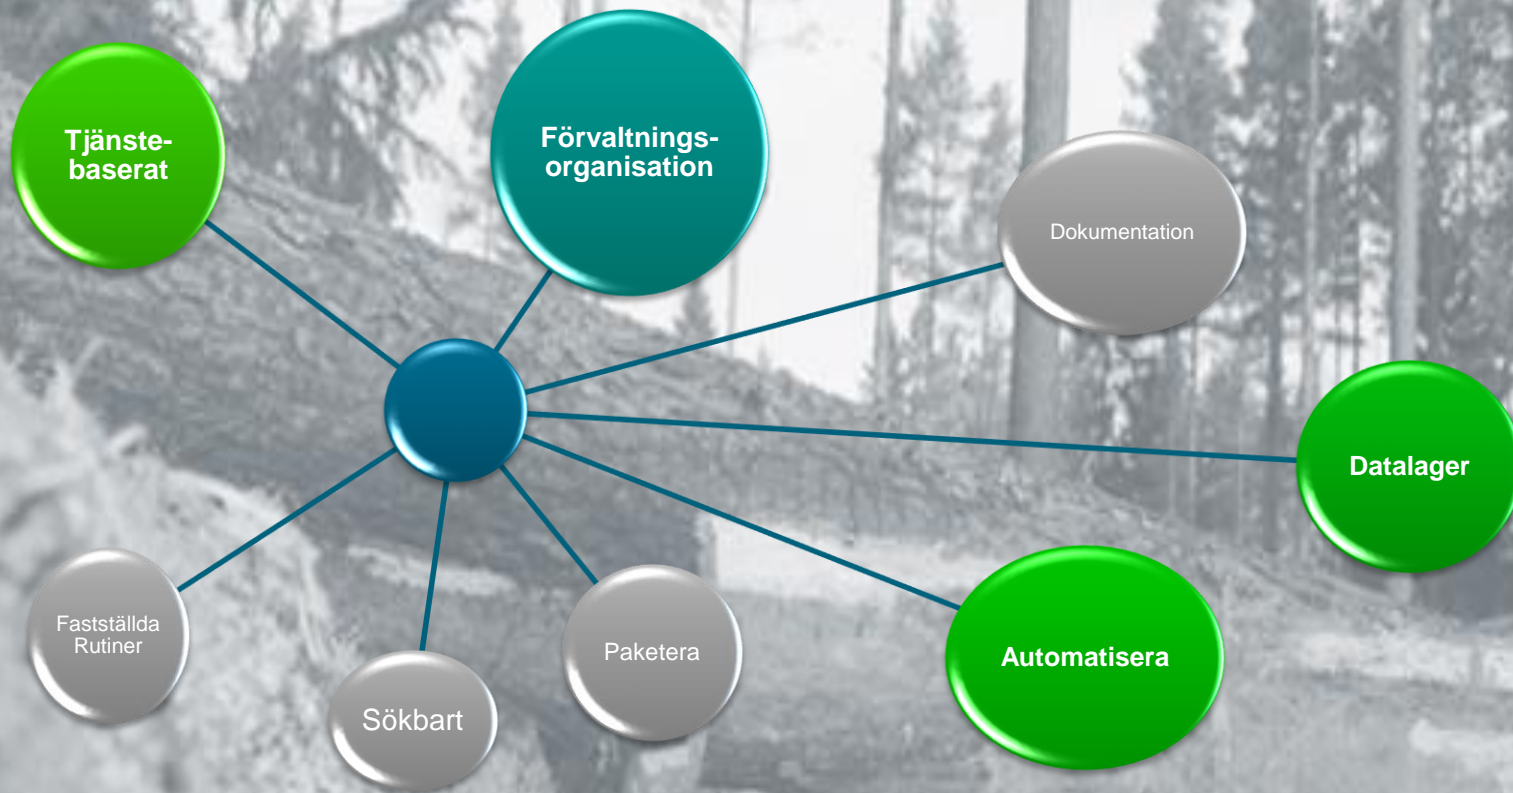 Tjänste-
baserat
Förvaltnings-
organisation
Dokumentation
Datalager
Fastställda
Rutiner
Sökbart
Paketera
Automatisera